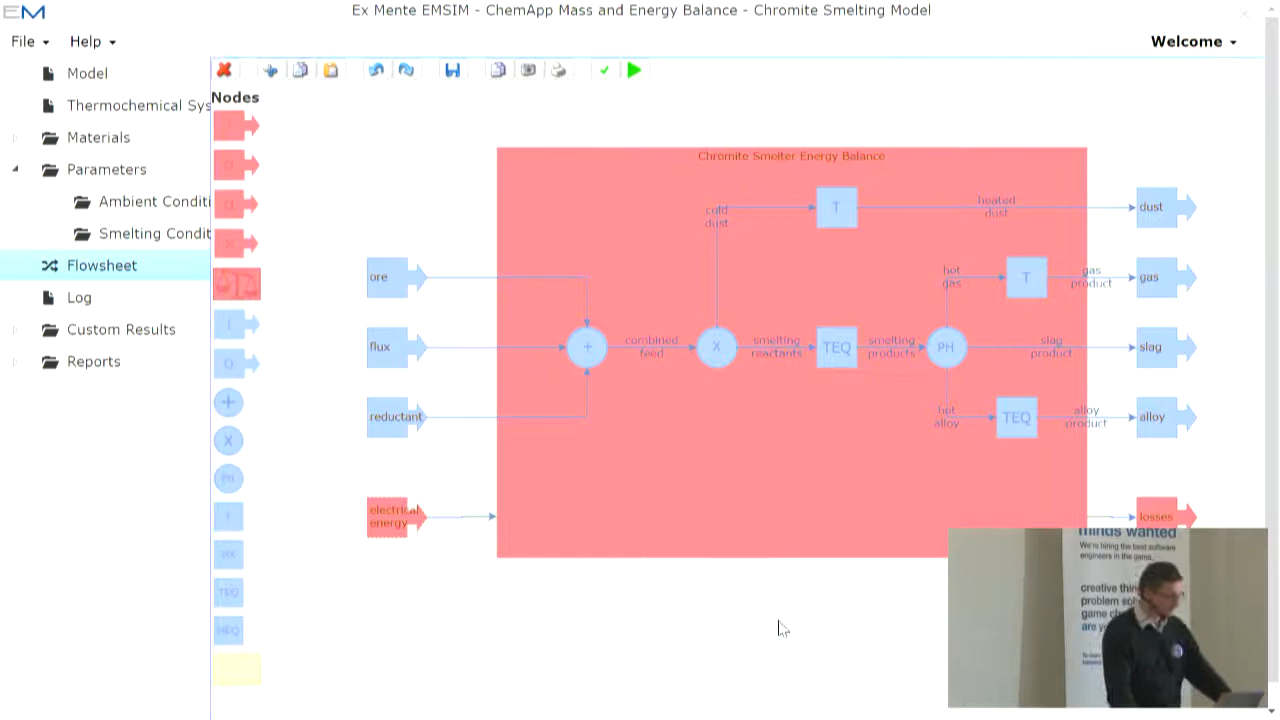 EM
Ex Mente EMSIM - ChemApp Mass and Energy Balance - Chromite Smelting Model
File
Help
Welcome
Model
Thermochemical Sys
Materials
Parameters
Ambient Conditi
Smelting Condit
Flowsheet
Log
Custom Results
Reports
Nodes
I
O
+
X
TEQ
Chromite Smelter Energy Balance
ore
flux
reductant
electrical
energy
+
combined
feed
X
cold
dust
T
heated
dust
dust
smelting
reactants
TEQ
smelting
products
PH
hot
gas
T
gas
product
gas
slag
product
slag
hot
alloy
TEQ
alloy
product
alloy
losses
minds wanted
We're hiring the best software
engineers in the game.
creative thin
problem sol
game ch
are yo